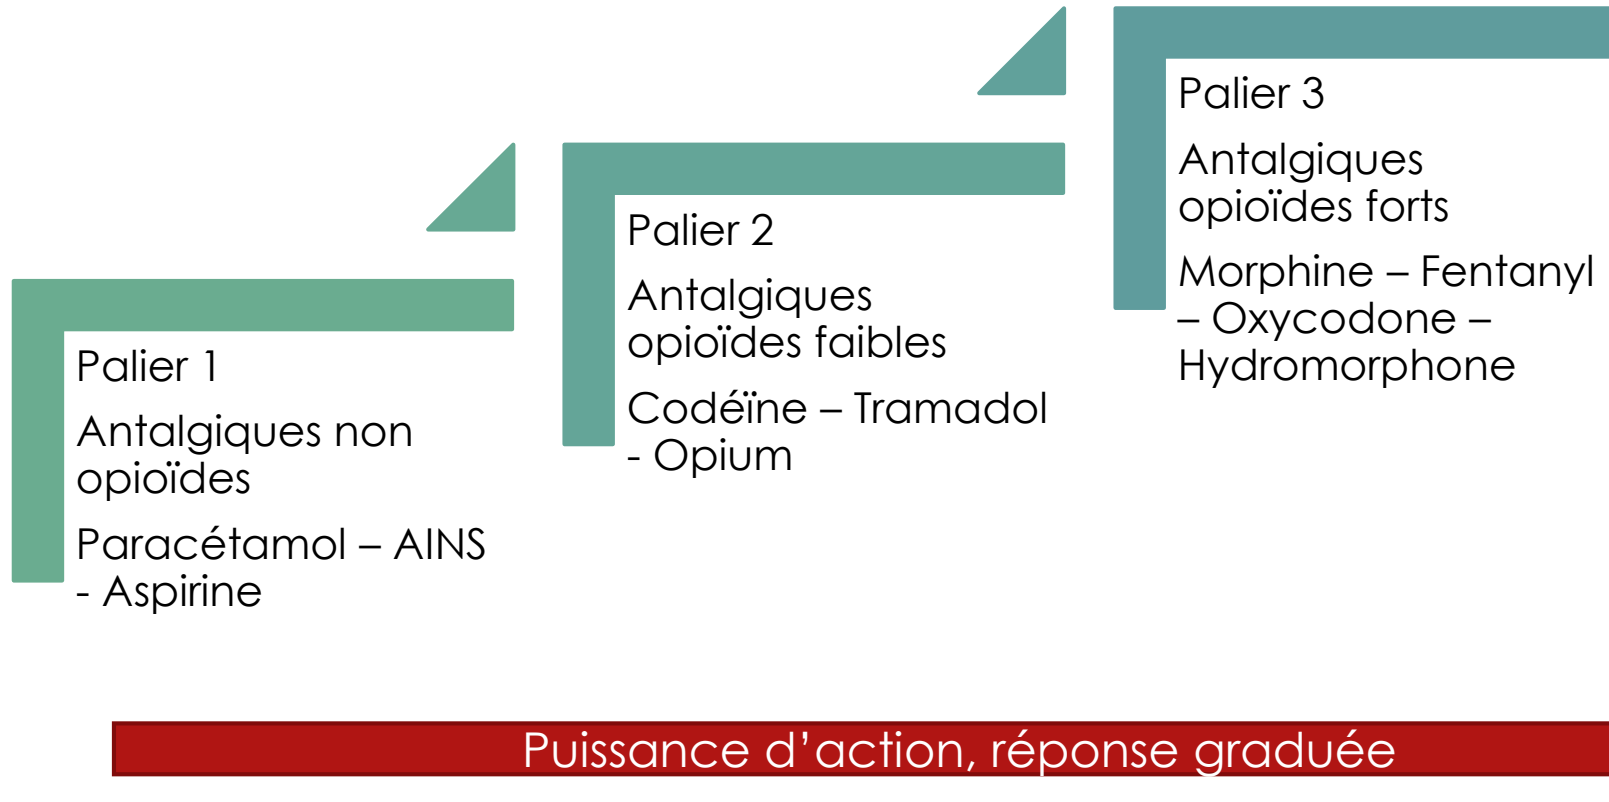 Palier 1
Antalgiques non
opioïdes
Paracétamol – AINS
- Aspirine
Palier 2
Antalgiques
opioïdes faibles
Codéïne – Tramadol
- Opium
Palier 3
Antalgiques
opioïdes forts
Morphine – Fentanyl
– Oxycodone –
Hydromorphone
Puissance d’action, réponse graduée